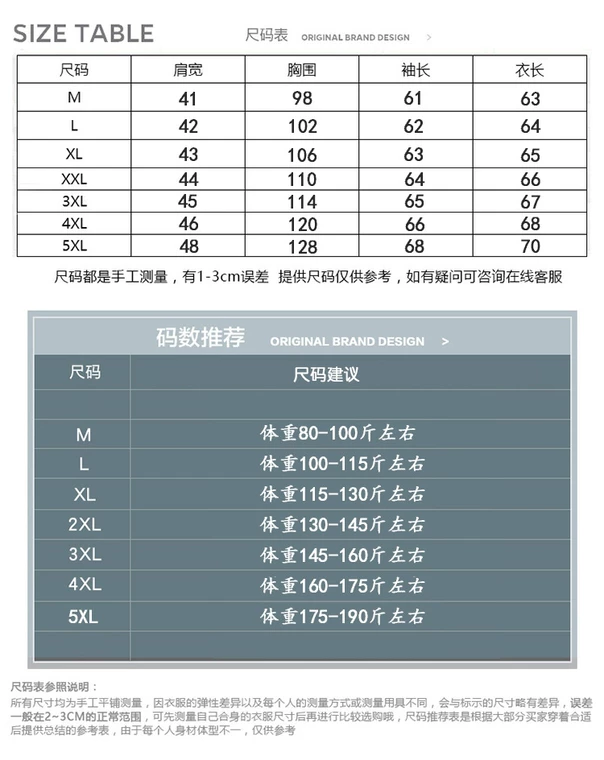 SIZE TABLE 尺码表 ORIGINAL BRAND DESIGN >
尺码 肩宽 胸围 袖长 衣长
M 41 98 61 63
L 42 102 62 64
XL 43 106 63 65
XXL 44 110 64 66
3XL 45 114 65 67
4XL 46 120 66 68
5XL 48 128 68 70
尺码都是手工测量，有1-3cm误差 提供尺码仅供参考，如有疑问可咨询在线客服
码数推荐 ORIGINAL BRAND DESIGN >
尺码 尺码建议
M 体重80-100斤左右
L 体重100-115斤左右
XL 体重115-130斤左右
2XL 体重130-145斤左右
3XL 体重145-160斤左右
4XL 体重160-175斤左右
5XL 体重175-190斤左右
尺码表参照说明：
所有尺寸均为手工平铺测量，因衣服的弹性差异以及每个人的测量方式或测量用具不同，会与标示的尺寸略有差异，误差
一般在2~3CM的正常范围，可先测量自己合身的衣服尺寸后再进行比较选购哦，尺码推荐表是根据大部分买家穿着合适
后提供总结的参考表，由于每个人身材体型不一，仅供参考